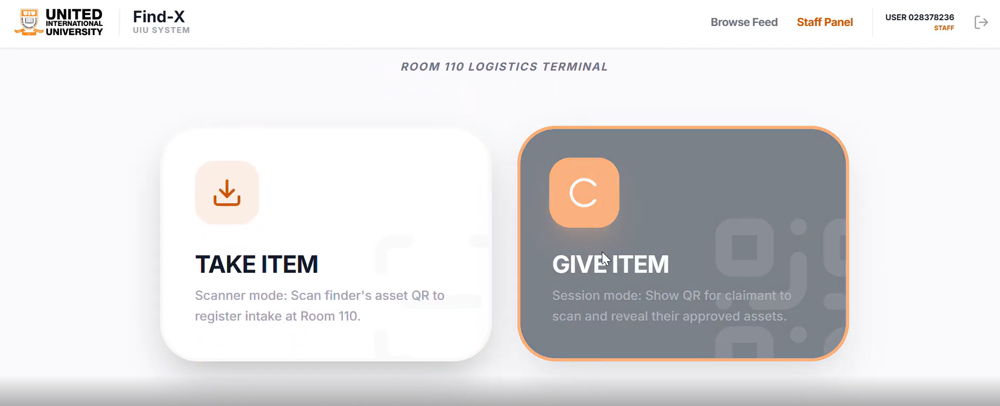 UNITED
INTERNATIONAL
UNIVERSITY
Find-X
UIU SYSTEM
Browse Feed
Staff Panel
USER 028378236
STAFF
ROOM 110 LOGISTICS TERMINAL
TAKE ITEM
Scanner mode: Scan finder's asset QR to
register intake at Room 110.
GIVE ITEM
Session mode: Show QR for claimant to
scan and reveal their approved assets.